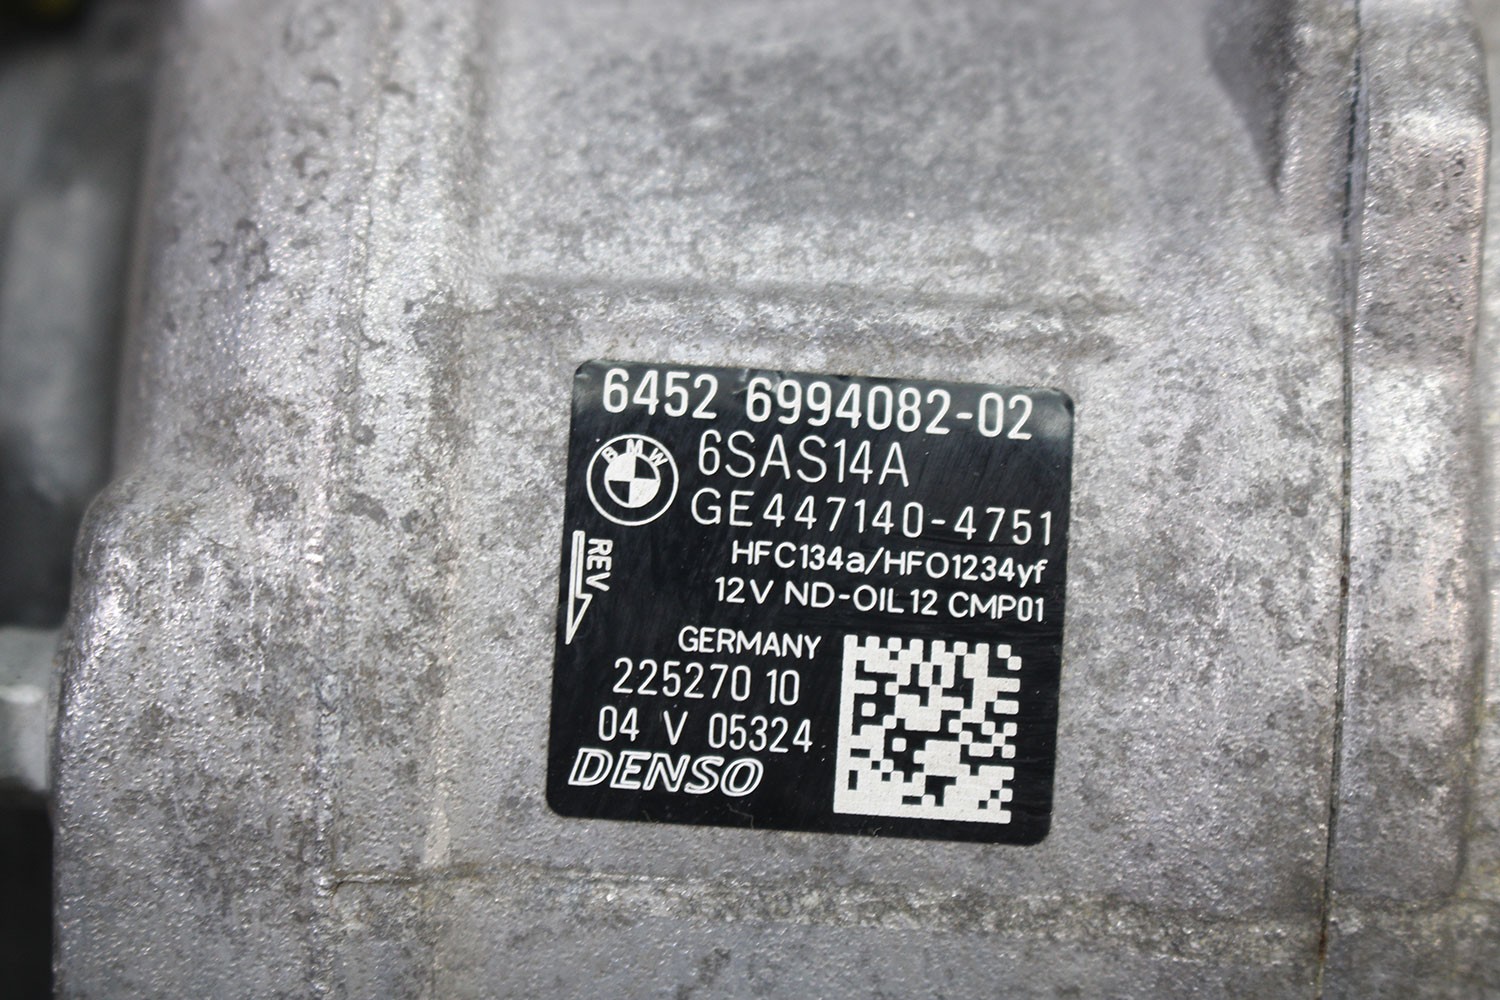 6452 6994082-02
BMW
6SAS14A
GE447140-4751
HFC134a/HFO1234yf
12V ND-OIL12 CMP01
REV
GERMANY
225270 10
04 V 05324
DENSO